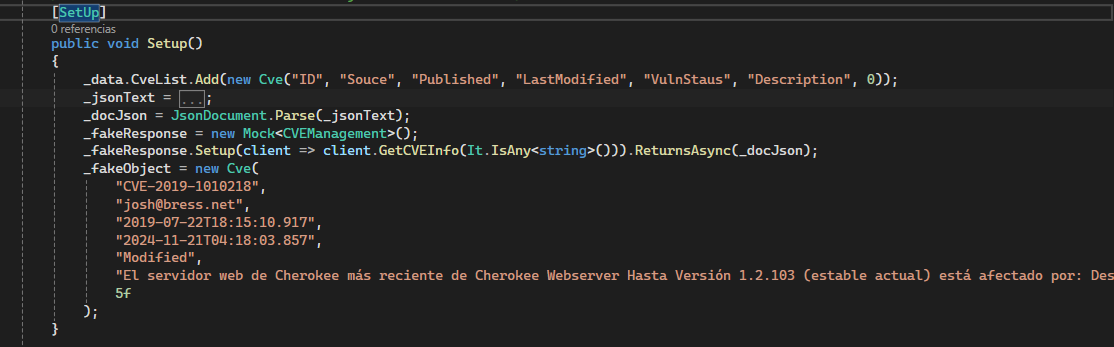 [SetUp]
0 referencias
public void Setup()
{
_data.CveList.Add(new Cve("ID", "Souce", "Published", "LastModified", "VulnStaus", "Description", 0));
_jsonText = ...;
_docJson = JsonDocument.Parse(_jsonText);
_fakeResponse = new Mock<CVEManagement>();
_fakeResponse.Setup(client => client.GetCVEInfo(It.IsAny<string>())).ReturnsAsync(_docJson);
_fakeObject = new Cve(
"CVE-2019-1010218",
"josh@bress.net",
"2019-07-22T18:15:10.917",
"2024-11-21T04:18:03.857",
"Modified",
"El servidor web de Cherokee más reciente de Cherokee Webserver Hasta Versión 1.2.103 (estable actual) está afectado por: Des
5f
);
}